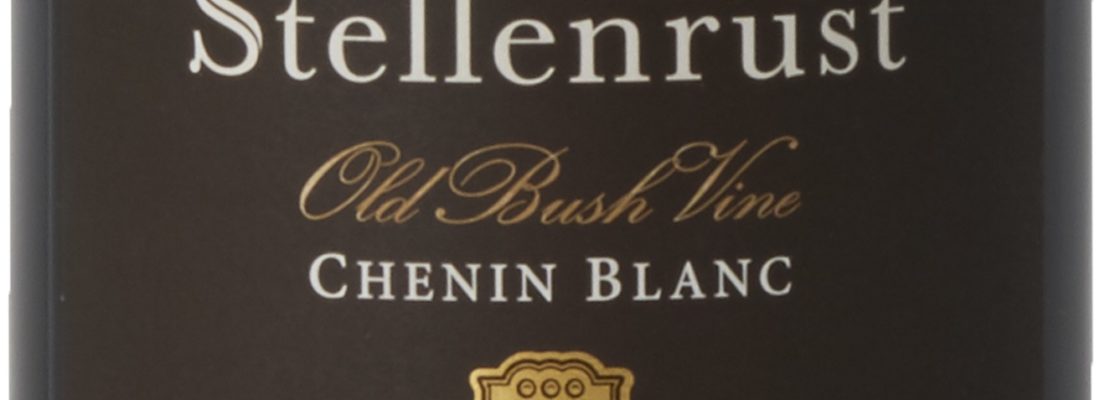 Stellenrust
Old Bush Vine
CHENIN BLANC